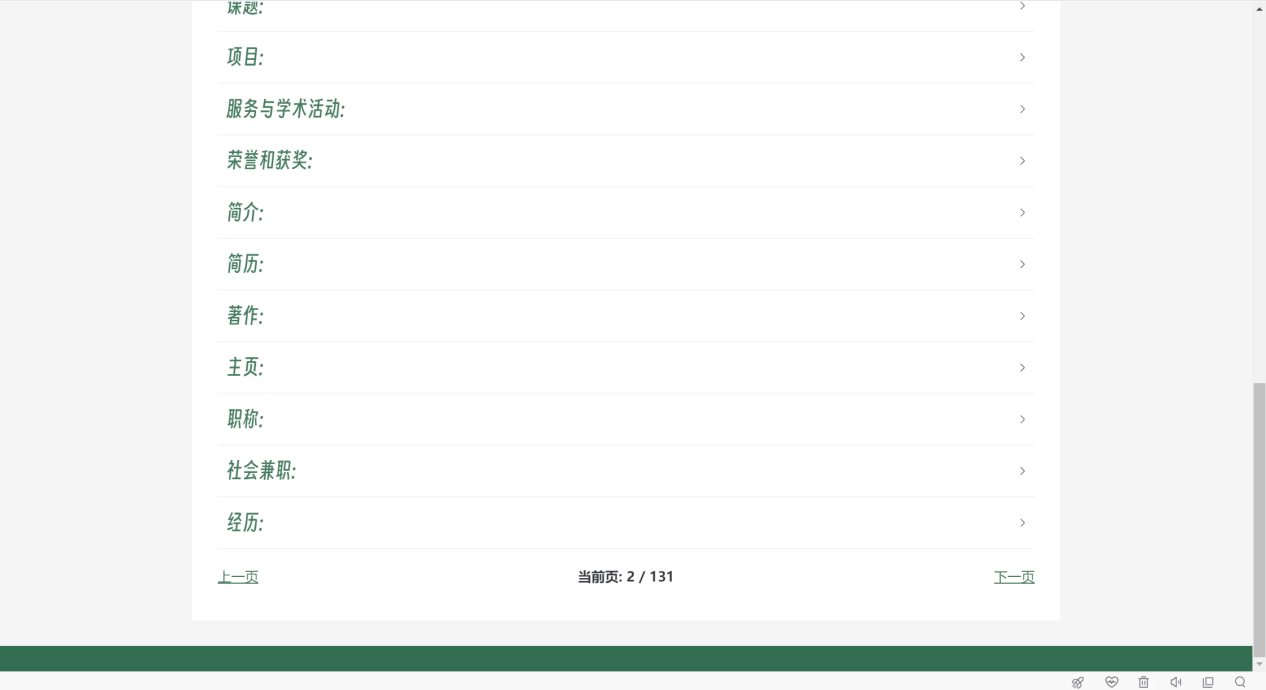 课题:
项目:
服务与学术活动:
荣誉和获奖:
简介:
简历:
著作:
主页:
职称:
社会兼职:
经历:
上一页 当前页: 2 / 131 下一页